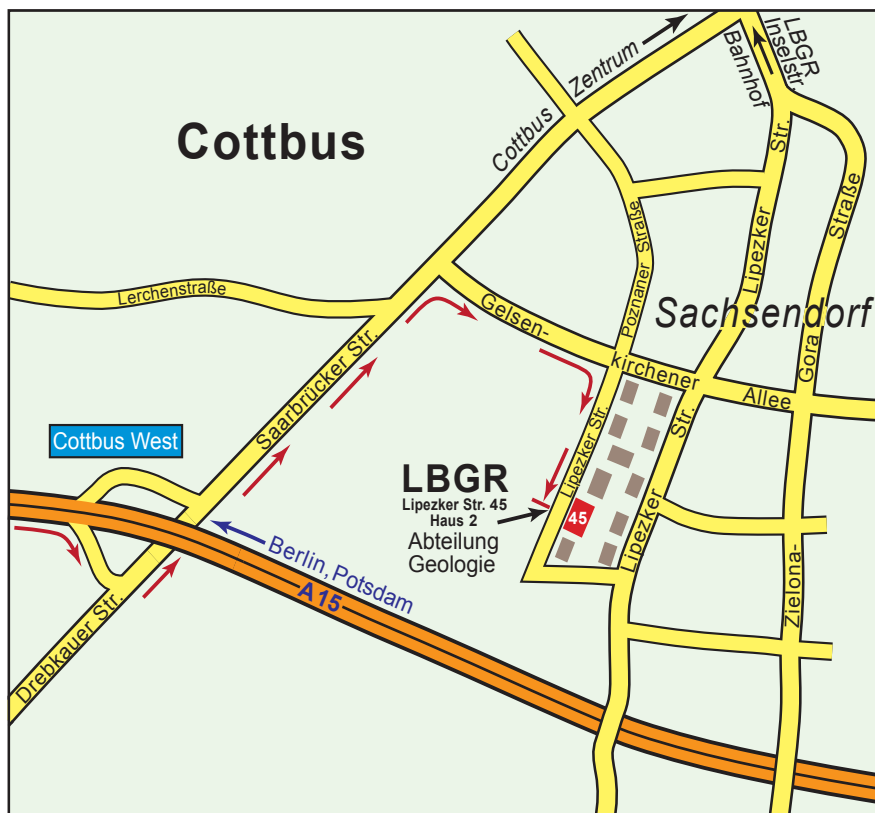 LBGR
Inselstr.
Bahnhof
Cottbus Zentrum
Cottbus
Lipezker Str.
Poznaner Straße
Zielona-Gora Straße
Lerchenstraße
Gelsen-
kirchener
Allee
Sachsendorf
Saarbrücker Str.
Cottbus West
Lipezker Str.
Lipezker Str.
LBGR
Lipezker Str. 45
Haus 2
Abteilung
Geologie
45
Berlin, Potsdam
A 15
Drebkauer Str.